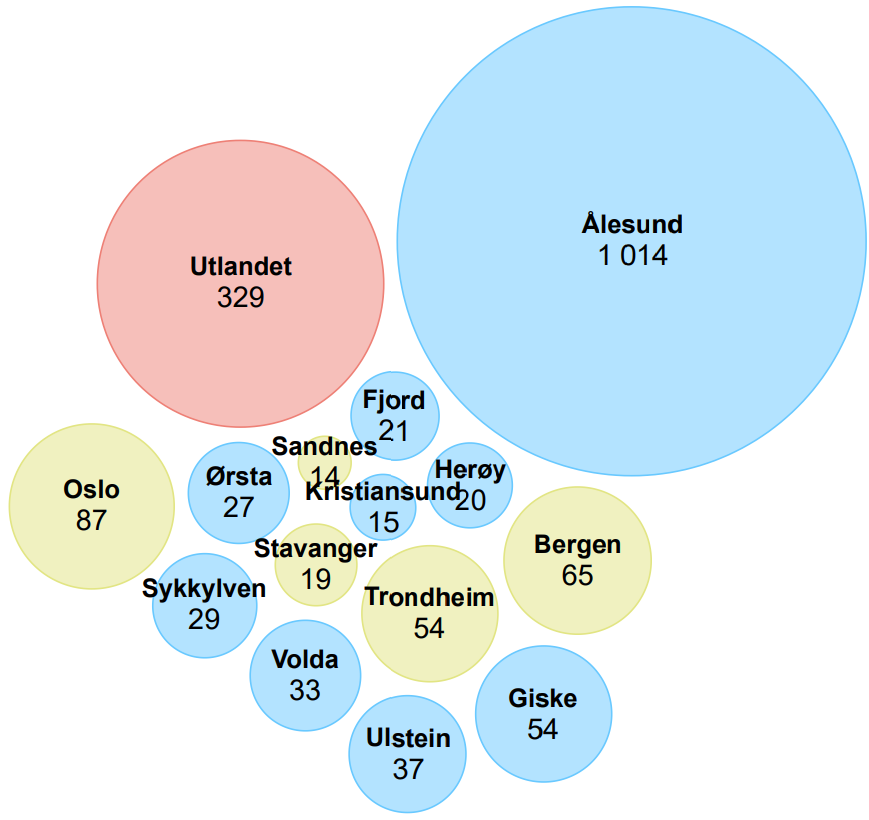 Ålesund
1 014
Utlandet
329
Fjord
21
Sandnes
14
Herøy
20
Ørsta
27
Kristiansund
15
Oslo
87
Stavanger
19
Bergen
65
Sykkylven
29
Trondheim
54
Volda
33
Giske
54
Ulstein
37